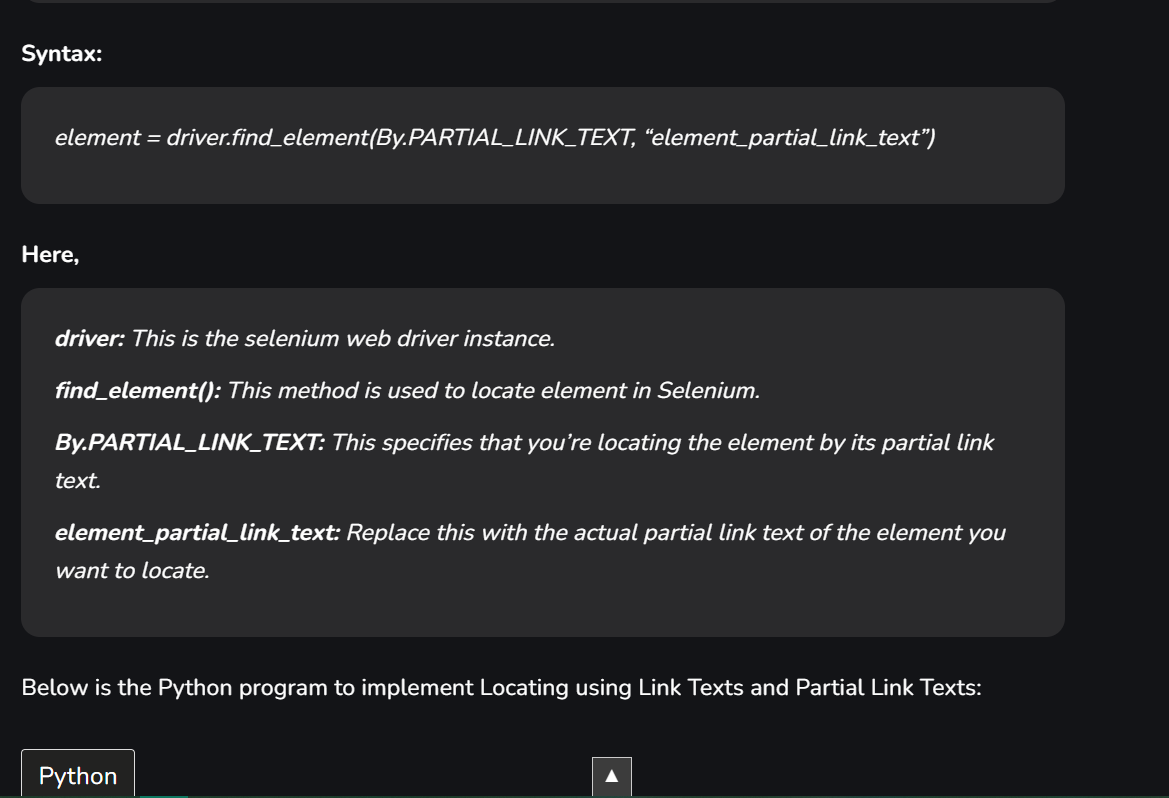 Syntax:
element = driver.find_element(By.PARTIAL_LINK_TEXT, “element_partial_link_text”)
Here,
driver: This is the selenium web driver instance.
find_element(): This method is used to locate element in Selenium.
By.PARTIAL_LINK_TEXT: This specifies that you’re locating the element by its partial link
text.
element_partial_link_text: Replace this with the actual partial link text of the element you
want to locate.
Below is the Python program to implement Locating using Link Texts and Partial Link Texts:
Python